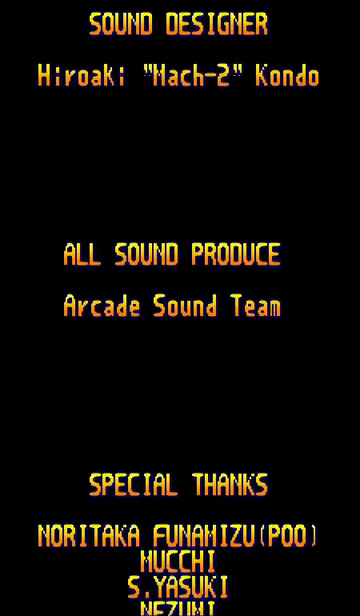 SOUND DESIGNER
Hiroaki "Mach-2" Kondo
ALL SOUND PRODUCE
Arcade Sound Team
SPECIAL THANKS
NORITAKA FUNAMIZU(POO)
MUCCHI
S.YASUKI
NEZUMI